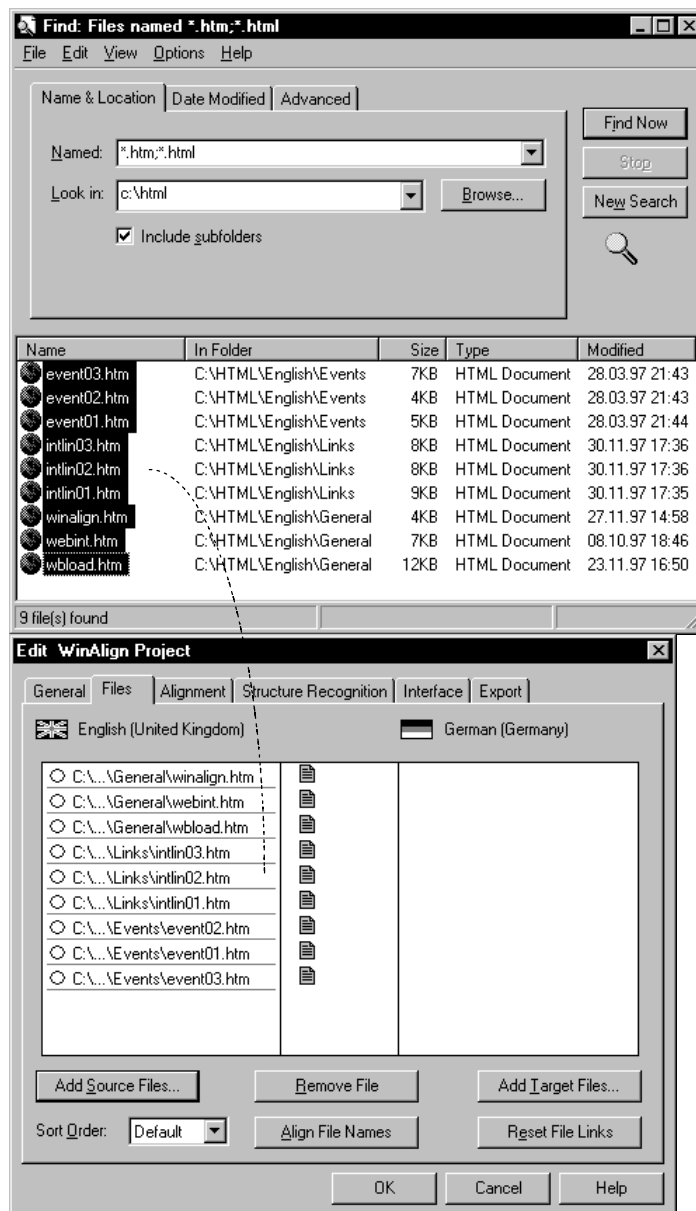 Find: Files named *.htm;*.html
File Edit View Options Help
Name & Location Date Modified Advanced
Find Now
Named: *.htm;*.html
Stop
Look in: c:\html Browse...
New Search
Include subfolders
Name In Folder Size Type Modified
event03.htm C:\HTML\English\Events 7KB HTML Document 28.03.97 21:43
event02.htm C:\HTML\English\Events 4KB HTML Document 28.03.97 21:43
event01.htm C:\HTML\English\Events 5KB HTML Document 28.03.97 21:44
intlin03.htm C:\HTML\English\Links 8KB HTML Document 30.11.97 17:36
intlin02.htm C:\HTML\English\Links 8KB HTML Document 30.11.97 17:36
intlin01.htm C:\HTML\English\Links 9KB HTML Document 30.11.97 17:35
winalign.htm C:\HTML\English\General 4KB HTML Document 27.11.97 14:58
webint.htm C:\HTML\English\General 7KB HTML Document 08.10.97 18:46
wbload.htm C:\HTML\English\General 12KB HTML Document 23.11.97 16:50
9 file(s) found
Edit WinAlign Project
General Files Alignment Structure Recognition Interface Export
English (United Kingdom) German (Germany)
C:\...\General\winalign.htm
C:\...\General\webint.htm
C:\...\General\wbload.htm
C:\...\Links\intlin03.htm
C:\...\Links\intlin02.htm
C:\...\Links\intlin01.htm
C:\...\Events\event02.htm
C:\...\Events\event01.htm
C:\...\Events\event03.htm
Add Source Files... Remove File Add Target Files...
Sort Order: Default Align File Names Reset File Links
OK Cancel Help